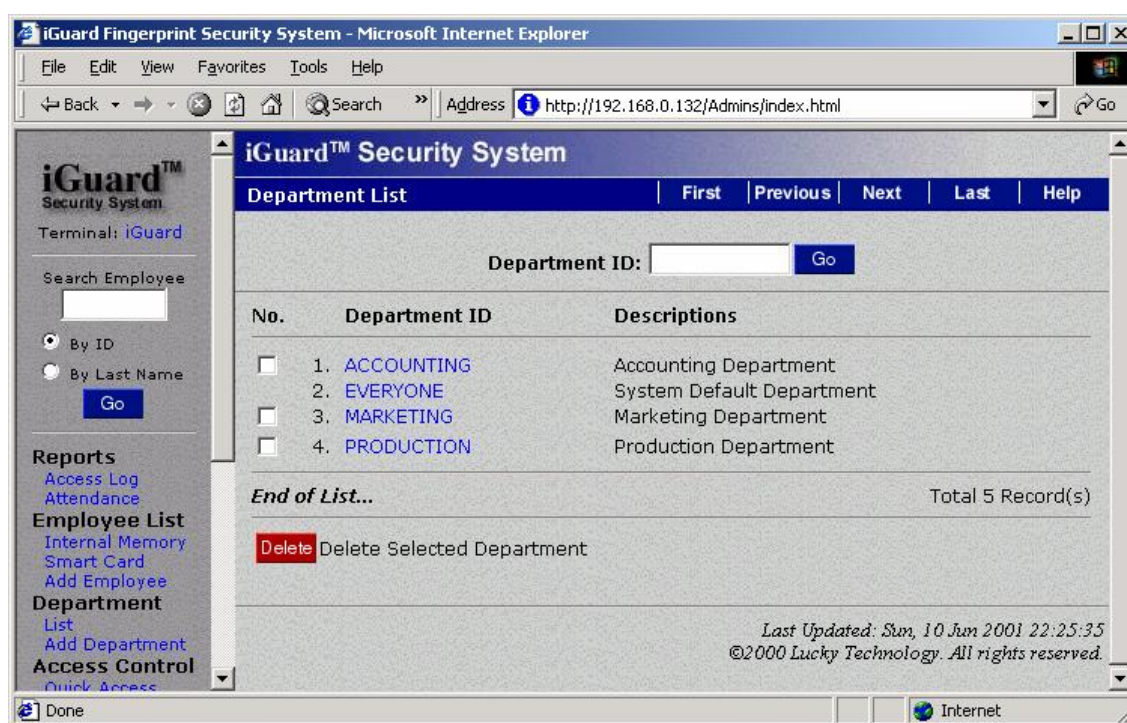 iGuard Fingerprint Security System - Microsoft Internet Explorer
File Edit View Favorites Tools Help
Back Search » Address http://192.168.0.132/Admins/index.html Go
iGuard™
Security System
Terminal: iGuard
Search Employee
By ID
By Last Name
Go
Reports
Access Log
Attendance
Employee List
Internal Memory
Smart Card
Add Employee
Department
List
Add Department
Access Control
Quick Access
iGuard™ Security System
Department List First Previous Next Last Help
Department ID: Go
No. Department ID Descriptions
1. ACCOUNTING Accounting Department
2. EVERYONE System Default Department
3. MARKETING Marketing Department
4. PRODUCTION Production Department
End of List... Total 5 Record(s)
Delete Delete Selected Department
Last Updated: Sun, 10 Jun 2001 22:25:35
©2000 Lucky Technology. All rights reserved.
Done Internet